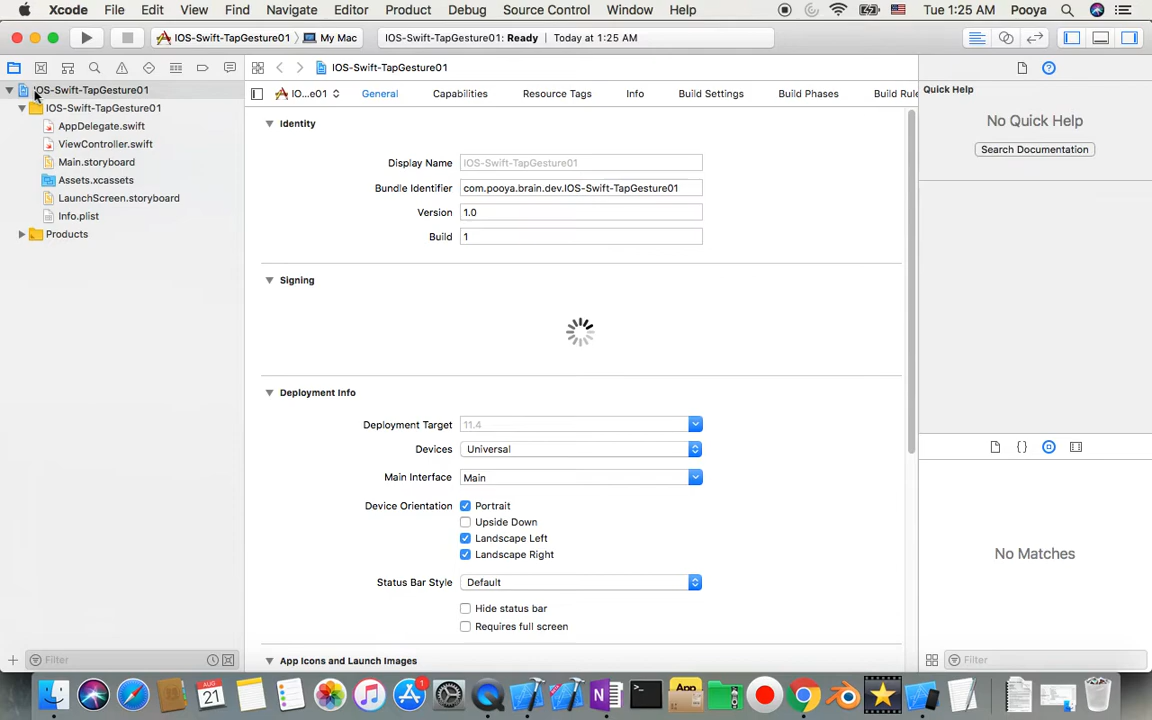 Xcode File Edit View Find Navigate Editor Product Debug Source Control Window Help Tue 1:25 AM Pooya
IOS-Swift-TapGesture01 My Mac IOS-Swift-TapGesture01: Ready Today at 1:25 AM
IOS-Swift-TapGesture01
IOS-Swift-TapGesture01
AppDelegate.swift
ViewController.swift
Main.storyboard
Assets.xcassets
LaunchScreen.storyboard
Info.plist
Products
Filter
IOS-Swift-TapGesture01
IO...e01 General Capabilities Resource Tags Info Build Settings Build Phases Build Rule
Identity
Display Name IOS-Swift-TapGesture01
Bundle Identifier com.pooya.brain.dev.IOS-Swift-TapGesture01
Version 1.0
Build 1
Signing
Deployment Info
Deployment Target 11.4
Devices Universal
Main Interface Main
Device Orientation Portrait
Upside Down
Landscape Left
Landscape Right
Status Bar Style Default
Hide status bar
Requires full screen
App Icons and Launch Images
Quick Help
No Quick Help
Search Documentation
No Matches
Filter
AUG
21
1
App